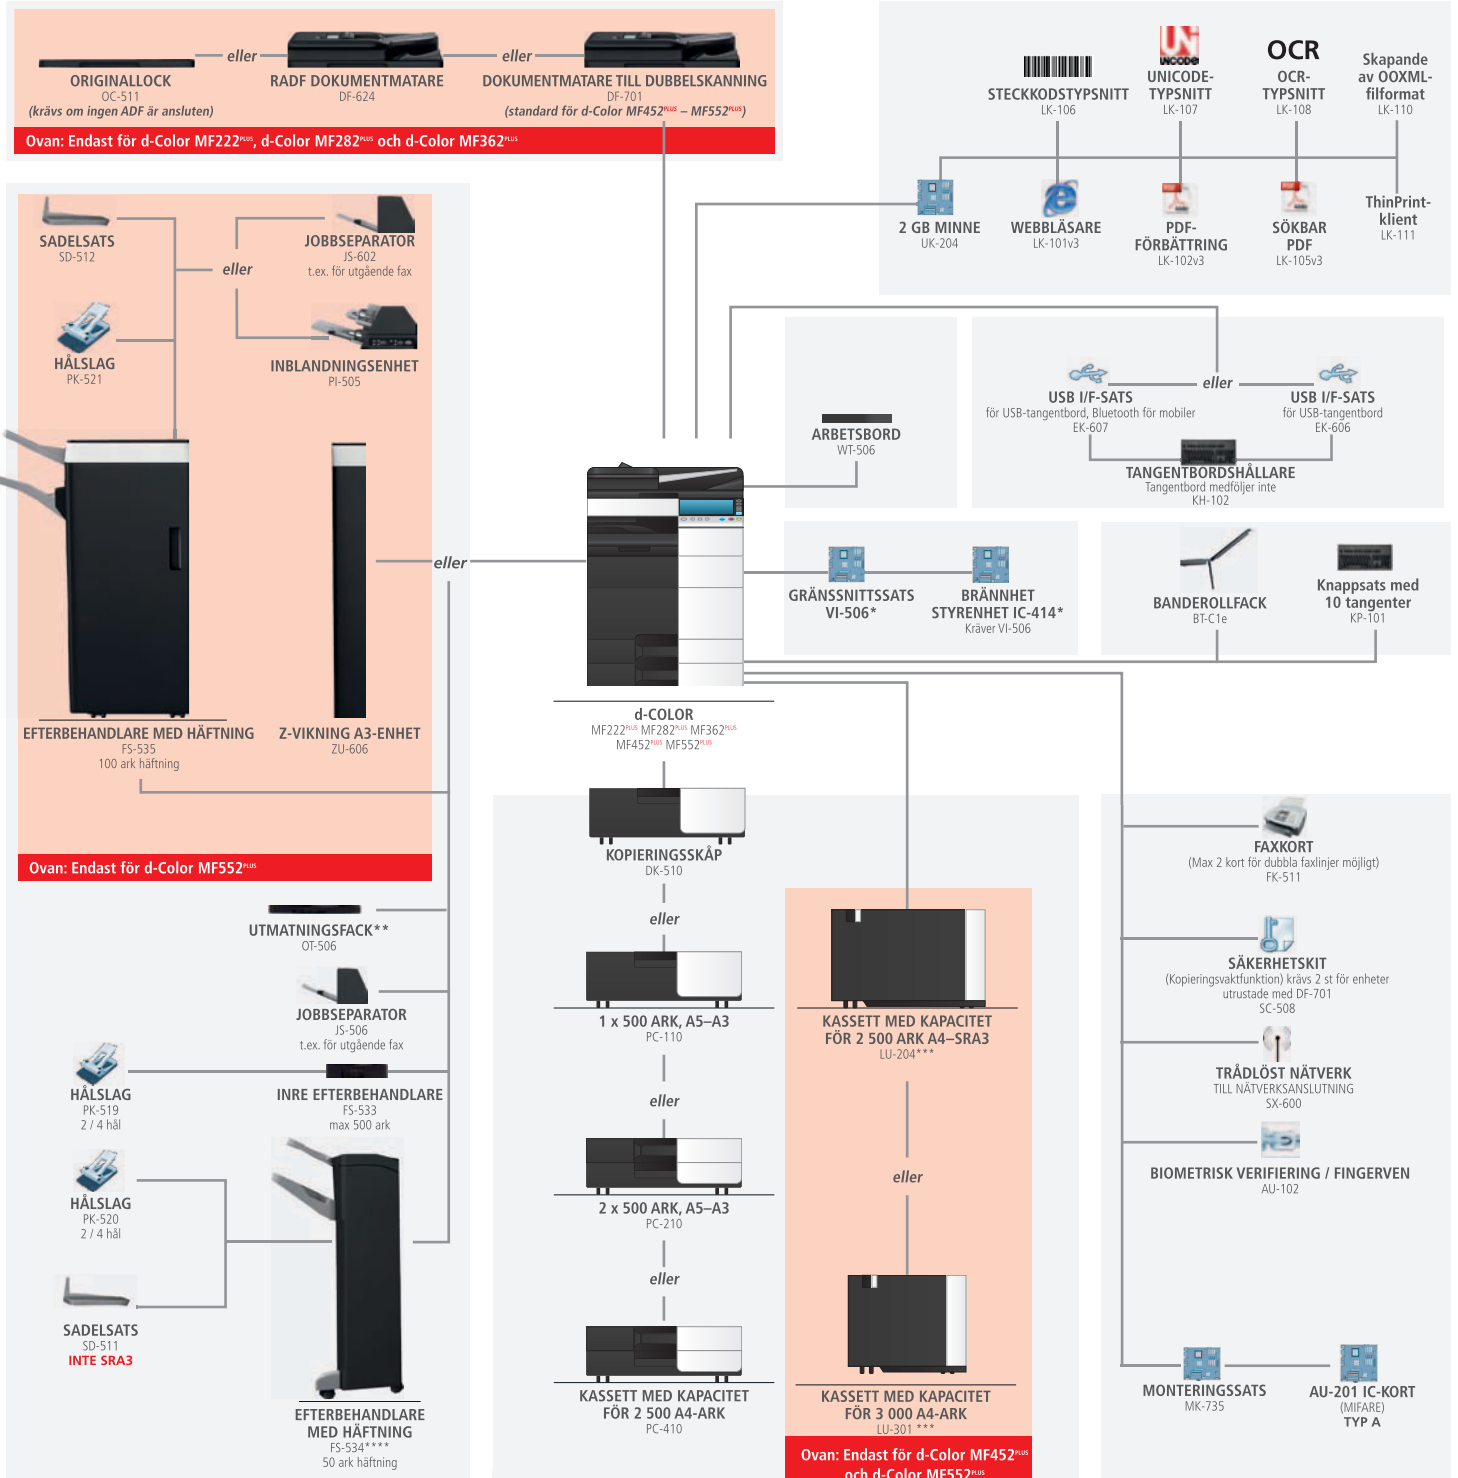 eller
eller
ORIGINALLOCK
OC-511
(krävs om ingen ADF är ansluten)
RADF DOKUMENTMATARE
DF-624
DOKUMENTMATARE TILL DUBBELSKANNING
DF-701
(standard för d-Color MF452PLUS – MF552PLUS)
Ovan: Endast för d-Color MF222PLUS, d-Color MF282PLUS och d-Color MF362PLUS
STECKKODSTYPSNITT
LK-106
UNICODE
UNICODE-
TYPSNITT
LK-107
OCR
OCR-
TYPSNITT
LK-108
Skapande
av OOXML-
filformat
LK-110
2 GB MINNE
UK-204
WEBBLÄSARE
LK-101v3
PDF-
FÖRBÄTTRING
LK-102v3
SÖKBAR
PDF
LK-105v3
ThinPrint-
klient
LK-111
SADELSATS
SD-512
eller
JOBBSEPARATOR
JS-602
t.ex. för utgående fax
HÅLSLAG
PK-521
INBLANDNINGSENHET
PI-505
EFTERBEHANDLARE MED HÄFTNING
FS-535
100 ark häftning
Z-VIKNING A3-ENHET
ZU-606
Ovan: Endast för d-Color MF552PLUS
eller
ARBETSBORD
WT-506
eller
USB I/F-SATS
för USB-tangentbord, Bluetooth för mobiler
EK-607
USB I/F-SATS
för USB-tangentbord
EK-606
TANGENTBORDSHÅLLARE
Tangentbord medföljer inte
KH-102
GRÄNSSNITTSSATS
VI-506*
BRÄNNHET
STYRENHET IC-414*
Kräver VI-506
BANDEROLLFACK
BT-C1e
Knappsats med
10 tangenter
KP-101
d-COLOR
MF222PLUS MF282PLUS MF362PLUS
MF452PLUS MF552PLUS
KOPIERINGSSKÅP
DK-510
eller
1 x 500 ARK, A5–A3
PC-110
eller
2 x 500 ARK, A5–A3
PC-210
eller
KASSETT MED KAPACITET
FÖR 2 500 A4-ARK
PC-410
KASSETT MED KAPACITET
FÖR 2 500 ARK A4–SRA3
LU-204***
eller
KASSETT MED KAPACITET
FÖR 3 000 A4-ARK
LU-301 ***
Ovan: Endast för d-Color MF452PLUS
och d-Color MF552PLUS
UTMATNINGSFACK**
OT-506
JOBBSEPARATOR
JS-506
t.ex. för utgående fax
HÅLSLAG
PK-519
2 / 4 hål
INRE EFTERBEHANDLARE
FS-533
max 500 ark
HÅLSLAG
PK-520
2 / 4 hål
SADELSATS
SD-511
INTE SRA3
EFTERBEHANDLARE
MED HÄFTNING
FS-534****
50 ark häftning
FAXKORT
(Max 2 kort för dubbla faxlinjer möjligt)
FK-511
SÄKERHETSKIT
(Kopieringsvaktfunktion) krävs 2 st för enheter
utrustade med DF-701
SC-508
TRÅDLÖST NÄTVERK
TILL NÄTVERKSANSLUTNING
SX-600
BIOMETRISK VERIFIERING / FINGERVEN
AU-102
MONTERINGSSATS
MK-735
AU-201 IC-KORT
(MIFARE)
TYP A